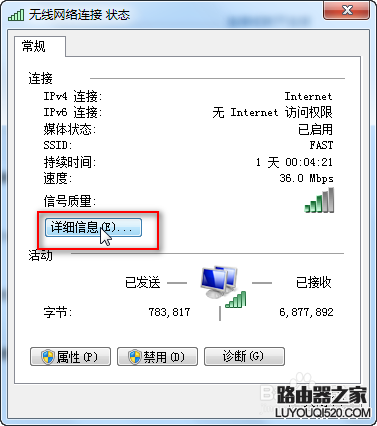 无线网络连接 状态
常规
连接
IPv4 连接: Internet
IPv6 连接: 无 Internet 访问权限
媒体状态: 已启用
SSID: FAST
持续时间: 1 天 00:04:21
速度: 36.0 Mbps
信号质量:
详细信息(E)...
活动
已发送 已接收
字节: 783,817 6,877,892
属性(P) 禁用(D) 诊断(G)
路由器之家
LUYOUQI520.COM